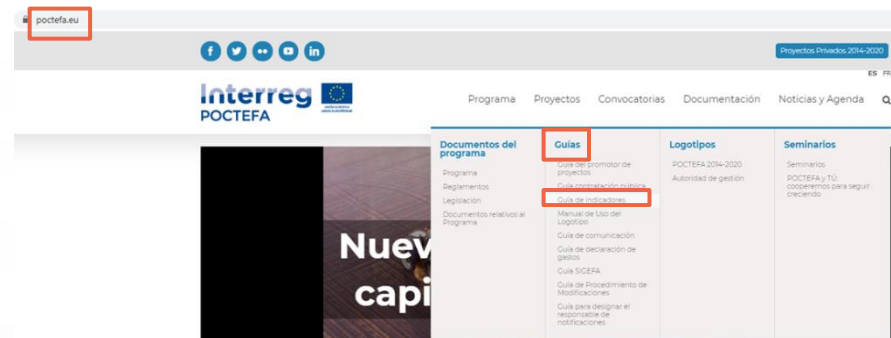 poctefa.eu
Proyectos Privados 2014-2020
ES FR
Interreg
POCTEFA
Programa Proyectos Convocatorias Documentación Noticias y Agenda
Documentos del
programa
Programa
Reglamentos
Legislación
Documentos relativos al
Programa
Guías
Guía del promotor de
proyectos
Guía contratación pública
Guía de indicadores
Manual de Uso del
Logotipo
Guía de comunicación
Guía de declaración de
gastos
Guía SIGEFA
Guía de Procedimiento de
Modificaciones
Guía para designar el
responsable de
notificaciones
Logotipos
POCTEFA 2014-2020
Autoridad de gestión
Seminarios
Seminarios
POCTEFA y TÚ:
cooperemos para seguir
creciendo
Nuev
capi